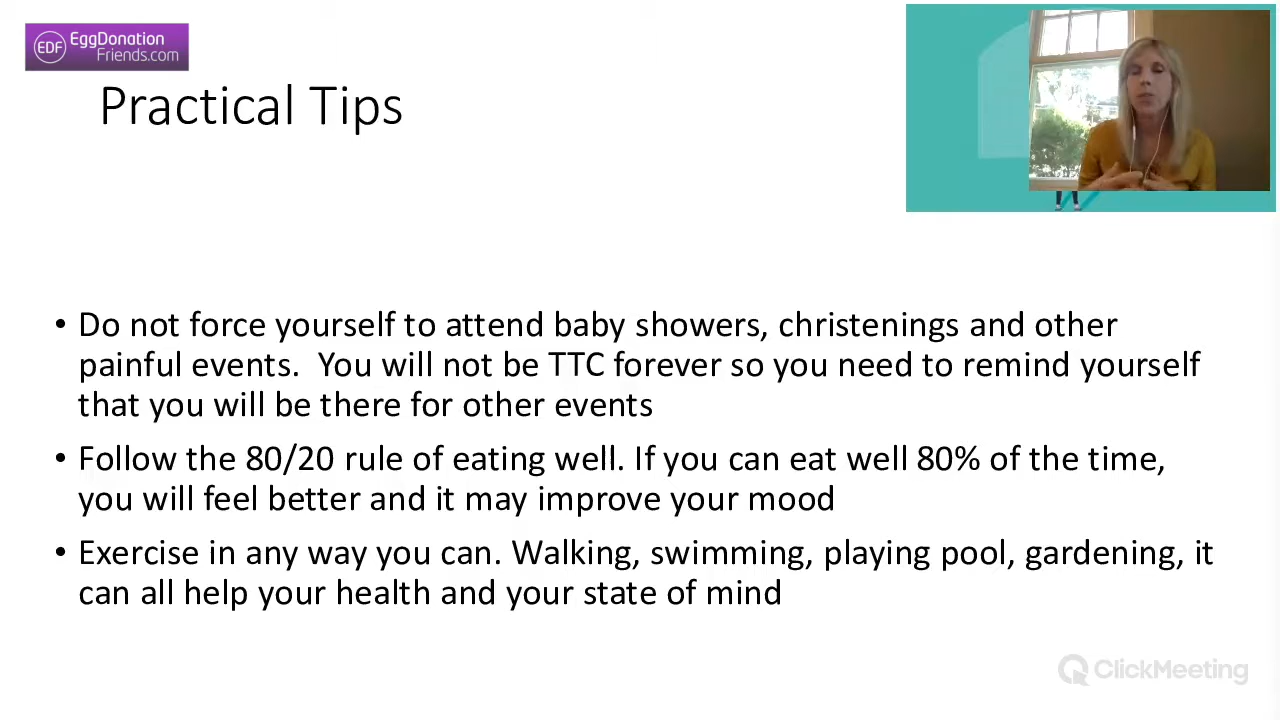 EDF
EggDonation
Friends.com
Practical Tips
• Do not force yourself to attend baby showers, christenings and other
painful events.  You will not be TTC forever so you need to remind yourself
that you will be there for other events
• Follow the 80/20 rule of eating well. If you can eat well 80% of the time,
you will feel better and it may improve your mood
• Exercise in any way you can. Walking, swimming, playing pool, gardening, it
can all help your health and your state of mind
ClickMeeting